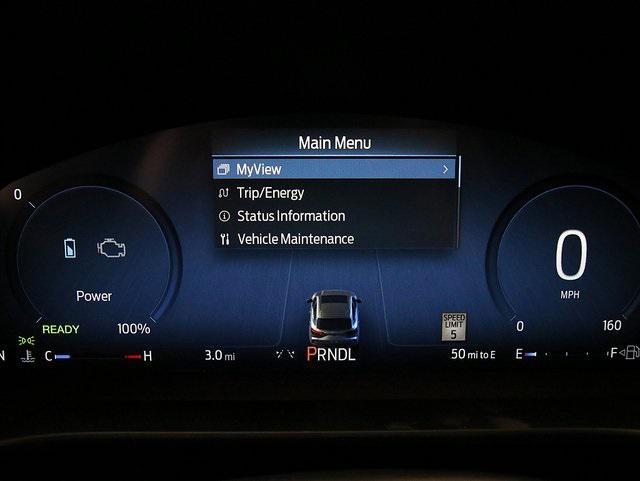 Main Menu
MyView
Trip/Energy
Status Information
Vehicle Maintenance
0
Power
READY
100%
0
MPH
0
160
SPEED
LIMIT
5
N
C
H
3.0 mi
PRNDL
50 mi to E
E
F